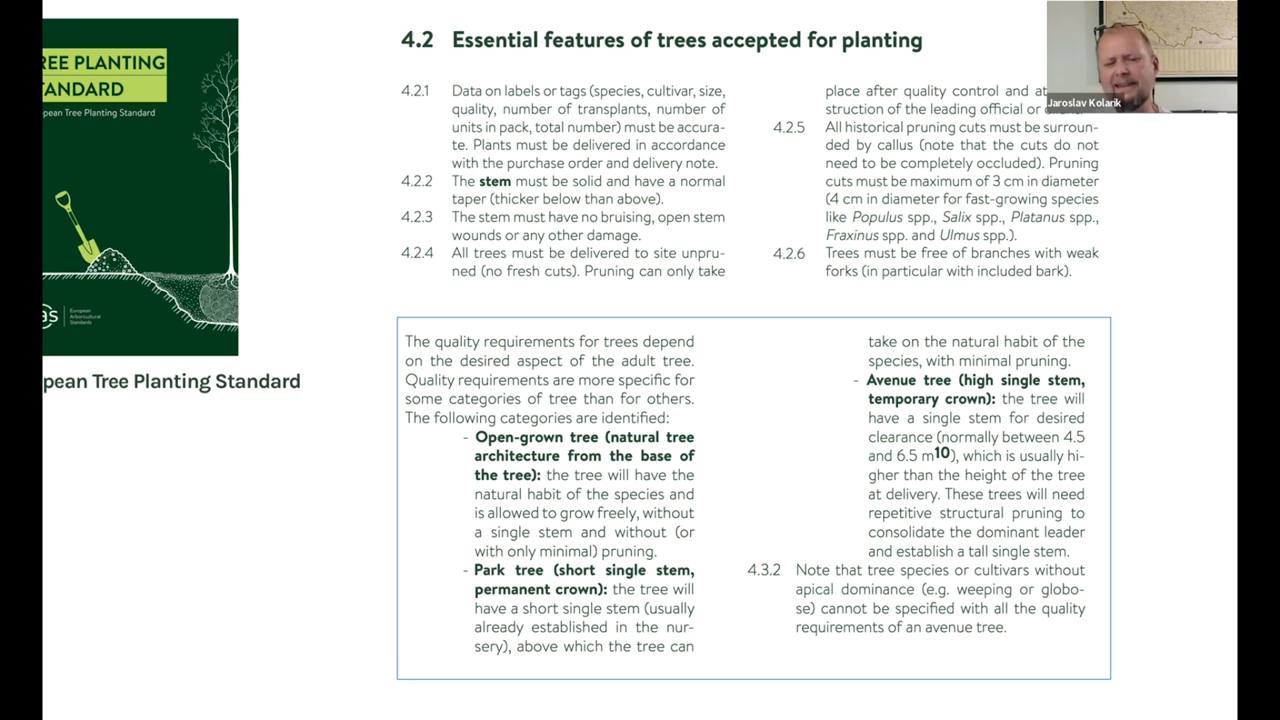 REE PLANTING
TANDARD
pean Tree Planting Standard
as
European
Arboricultural
Standards
pean Tree Planting Standard
4.2 Essential features of trees accepted for planting
4.2.1 Data on labels or tags (species, cultivar, size,
quality, number of transplants, number of
units in pack, total number) must be accura-
te. Plants must be delivered in accordance
with the purchase order and delivery note.
4.2.2 The stem must be solid and have a normal
taper (thicker below than above).
4.2.3 The stem must have no bruising, open stem
wounds or any other damage.
4.2.4 All trees must be delivered to site unpru-
ned (no fresh cuts). Pruning can only take
place after quality control and at
struction of the leading official or
4.2.5 All historical pruning cuts must be surroun-
ded by callus (note that the cuts do not
need to be completely occluded). Pruning
cuts must be maximum of 3 cm in diameter
(4 cm in diameter for fast-growing species
like Populus spp., Salix spp., Platanus spp.,
Fraxinus spp. and Ulmus spp.).
4.2.6 Trees must be free of branches with weak
forks (in particular with included bark).
Jaroslav Kolarik
The quality requirements for trees depend
on the desired aspect of the adult tree.
Quality requirements are more specific for
some categories of tree than for others.
The following categories are identified:
- Open-grown tree (natural tree
architecture from the base of
the tree): the tree will have the
natural habit of the species and
is allowed to grow freely, without
a single stem and without (or
with only minimal) pruning.
- Park tree (short single stem,
permanent crown): the tree will
have a short single stem (usually
already established in the nur-
sery), above which the tree can
take on the natural habit of the
species, with minimal pruning.
- Avenue tree (high single stem,
temporary crown): the tree will
have a single stem for desired
clearance (normally between 4.5
and 6.5 m10), which is usually hi-
gher than the height of the tree
at delivery. These trees will need
repetitive structural pruning to
consolidate the dominant leader
and establish a tall single stem.
4.3.2 Note that tree species or cultivars without
apical dominance (e.g. weeping or globo-
se) cannot be specified with all the quality
requirements of an avenue tree.